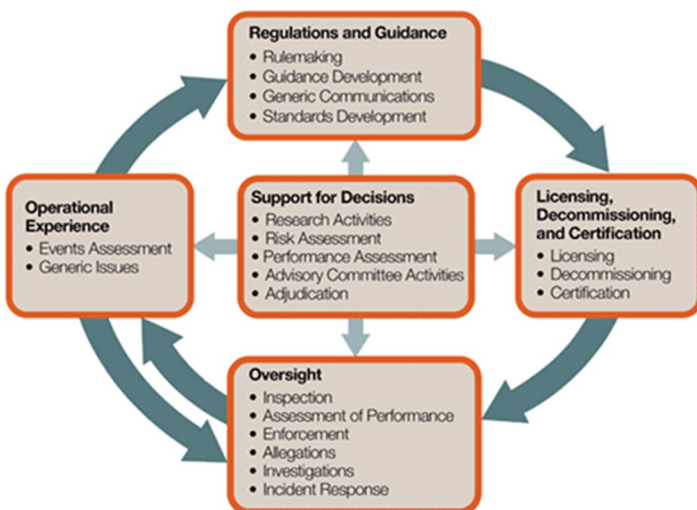 Regulations and Guidance
• Rulemaking
• Guidance Development
• Generic Communications
• Standards Development
Operational
Experience
• Events Assessment
• Generic Issues
Support for Decisions
• Research Activities
• Risk Assessment
• Performance Assessment
• Advisory Committee Activities
• Adjudication
Licensing,
Decommissioning,
and Certification
• Licensing
• Decommissioning
• Certification
Oversight
• Inspection
• Assessment of Performance
• Enforcement
• Allegations
• Investigations
• Incident Response